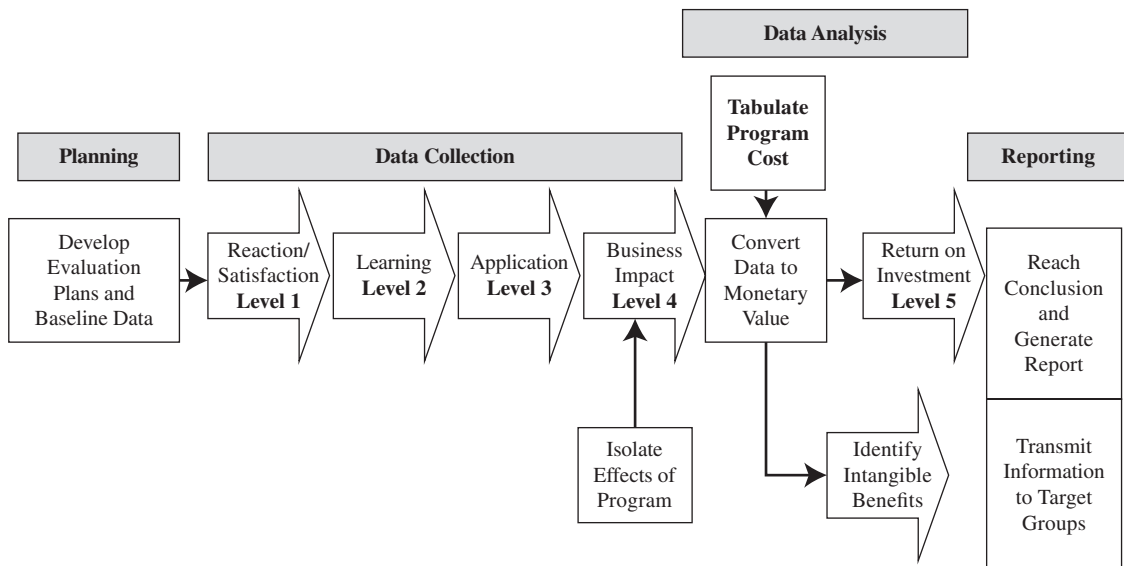 Data Analysis
Tabulate
Program
Cost
Planning
Data Collection
Reporting
Develop
Evaluation
Plans and
Baseline Data
Reaction/
Satisfaction
Level 1
Learning
Level 2
Application
Level 3
Business
Impact
Level 4
Convert
Data to
Monetary
Value
Return on
Investment
Level 5
Reach
Conclusion
and
Generate
Report
Isolate
Effects of
Program
Identify
Intangible
Benefits
Transmit
Information
to Target
Groups